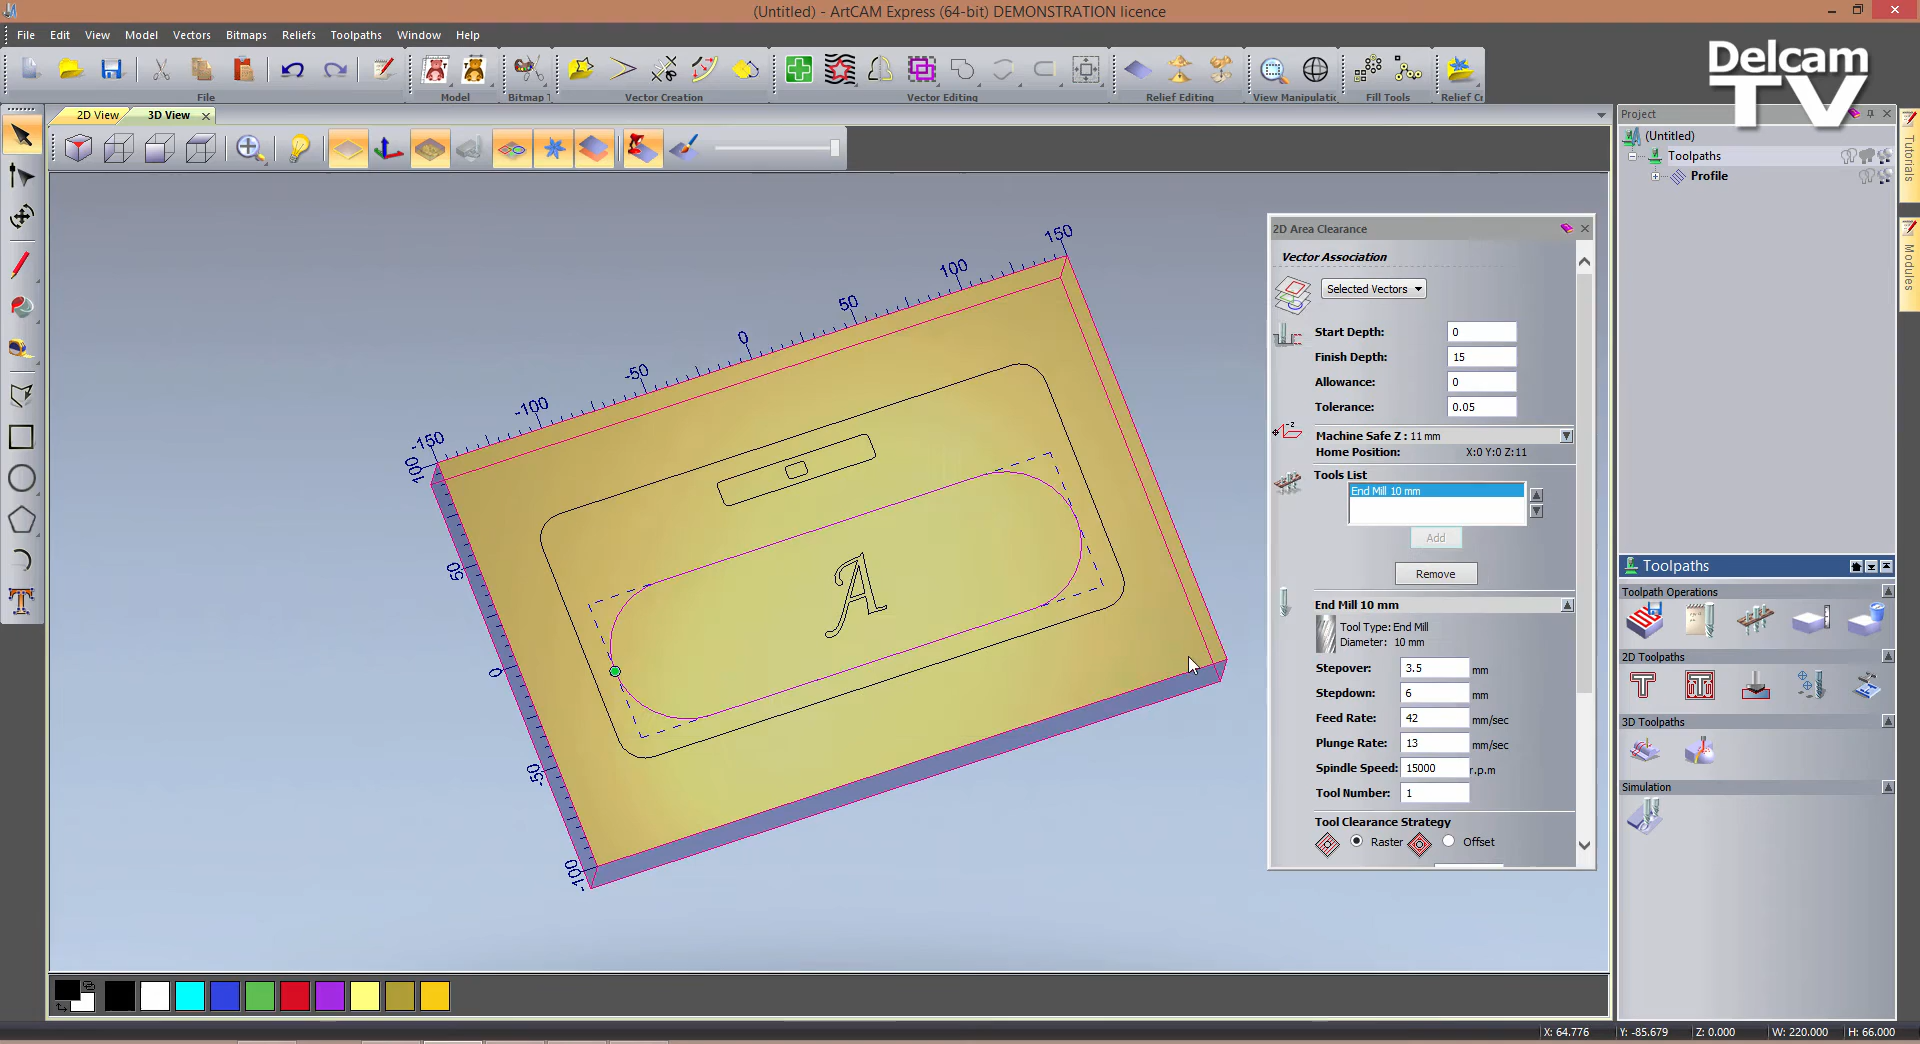 (Untitled) - ArtCAM Express (64-bit) DEMONSTRATION licence
File Edit View Model Vectors Bitmaps Reliefs Toolpaths Window Help
File Model Bitmap T Vector Creation Vector Editing Relief Editing View Manipulatic Fill Tools Relief Cr
Delcam
TV
2D View 3D View
Project
(Untitled)
Toolpaths
Profile
Tutorials
Modules
150
100
50
0
-50
-100
-150
100
50
0
-50
-100
A
2D Area Clearance
Vector Association
Selected Vectors
Start Depth: 0
Finish Depth: 15
Allowance: 0
Tolerance: 0.05
Machine Safe Z : 11 mm
Home Position: X:0 Y:0 Z:11
Tools List
End Mill 10 mm
Add
Remove
End Mill 10 mm
Tool Type: End Mill
Diameter: 10 mm
Stepover: 3.5 mm
Stepdown: 6 mm
Feed Rate: 42 mm/sec
Plunge Rate: 13 mm/sec
Spindle Speed: 15000 r.p.m
Tool Number: 1
Tool Clearance Strategy
Raster Offset
Toolpaths
Toolpath Operations
2D Toolpaths
3D Toolpaths
Simulation
X: 64.776 Y: -85.679 Z: 0.000 W: 220.000 H: 66.000